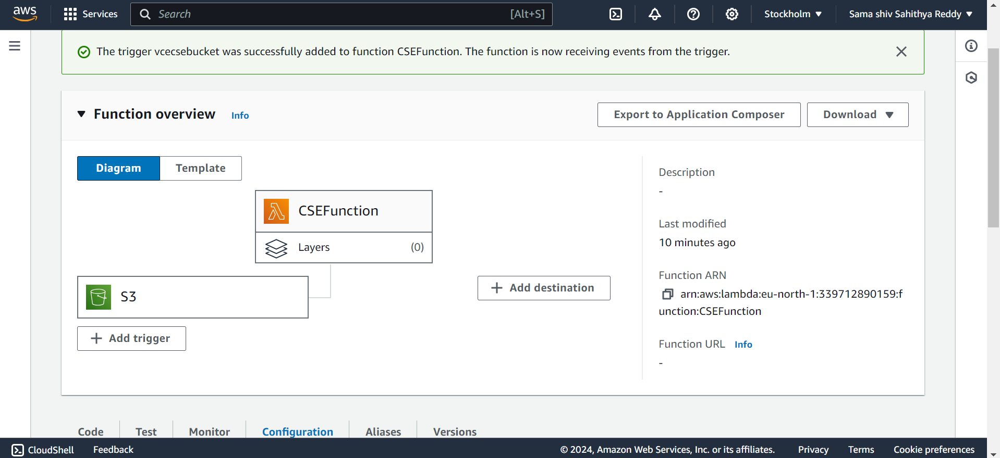 aws Services Search [Alt+S] Stockholm Sama shiv Sahithya Reddy
The trigger vcecsebucket was successfully added to function CSEFunction. The function is now receiving events from the trigger.
Function overview Info Export to Application Composer Download
Diagram Template
CSEFunction
Layers (0)
S3
Add trigger
Add destination
Description
-
Last modified
10 minutes ago
Function ARN
arn:aws:lambda:eu-north-1:339712890159:f
unction:CSEFunction
Function URL Info
-
Code Test Monitor Configuration Aliases Versions
CloudShell Feedback © 2024, Amazon Web Services, Inc. or its affiliates. Privacy Terms Cookie preferences